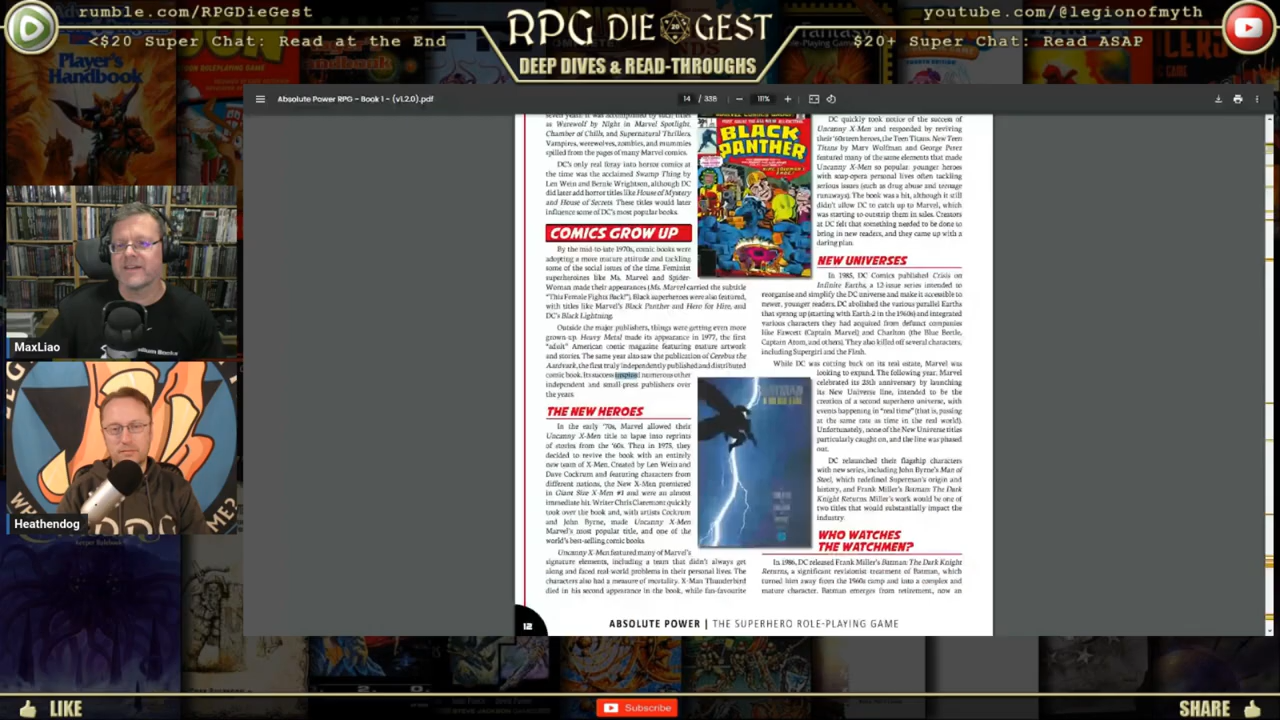 rumble.com/RPGDieGest
<$20 Super Chat: Read at the End
RPG DIE GEST
DEEP DIVES & READ-THROUGHS
youtube.com/@legionofmyth
$20+ Super Chat: Read ASAP
Player's
Handbook
Absolute Power RPG - Book 1 - (v1.2.0).pdf
14 / 338
111%
as Werewolf by Night in Marvel Spotlight,
Chamber of Chills, and Supernatural Thrillers.
Vampires, werewolves, zombies, and mummies
spilled from the pages of many Marvel comics.
DC's only real foray into horror comics at
the time was the acclaimed Swamp Thing by
Len Wein and Bernie Wrightson, although DC
did later add horror titles like House of Mystery
and House of Secrets. These titles would later
influence some of DC's most popular books.
COMICS GROW UP
By the mid-to-late 1970s, comic books were
adopting a more mature attitude and tackling
some of the social issues of the time. Feminist
superheroines like Ms. Marvel and Spider-
Woman made their appearances (Ms. Marvel carried the subtitle
"This Female Fights Back!"). Black superheroes were also featured,
with titles like Marvel's Black Panther and Hero for Hire, and
DC's Black Lightning.
Outside the major publishers, things were getting even more
grown up. Heavy Metal made its appearance in 1977, the first
"adult" American comic magazine featuring mature artwork
and stories. The same year also saw the publication of Cerebus the
Aardvark, the first truly independently published and distributed
comic book. Its success inspired numerous other
independent and small-press publishers over
the years.
THE NEW HEROES
In the early '70s, Marvel allowed their
Uncanny X-Men title to lapse into reprints
of stories from the '60s. Then in 1975, they
decided to revive the book with an entirely
new team of X-Men. Created by Len Wein and
Dave Cockrum and featuring characters from
different nations, the New X-Men premiered
in Giant Size X-Men #1 and were an almost
immediate hit. Writer Chris Claremont quickly
took over the book and, with artists Cockrum
and John Byrne, made Uncanny X-Men
Marvel's most popular title, and one of the
world's best-selling comic books.
Uncanny X-Men featured many of Marvel's
signature elements, including a team that didn't always get
along and faced real-world problems in their personal lives. The
characters also had a measure of mortality. X-Man Thunderbird
died in his second appearance in the book, while fan-favourite
BLACK
PANTHER
DC quickly took notice of the success of
Uncanny X-Men and responded by reviving
their '60s teen heroes, the Teen Titans. New Teen
Titans by Marv Wolfman and George Perez
featured many of the same elements that made
Uncanny X-Men so popular: younger heroes
with soap-opera personal lives often tackling
serious issues (such as drug abuse and teenage
runaways). The book was a hit, although it still
didn't allow DC to catch up to Marvel, which
was starting to outstrip them in sales. Creators
at DC felt that something needed to be done to
bring in new readers, and they came up with a
daring plan.
NEW UNIVERSES
In 1985, DC Comics published Crisis on
Infinite Earths, a 12-issue series intended to
reorganise and simplify the DC universe and make it accessible to
newer, younger readers. DC abolished the various parallel Earths
that sprung up (starting with Earth-2 in the 1960s) and integrated
various characters they had acquired from defunct companies
like Fawcett (Captain Marvel) and Charlton (the Blue Beetle,
Captain Atom, and others). They also killed off several characters,
including Supergirl and the Flash.
While DC was cutting back on its real estate, Marvel was
looking to expand. The following year, Marvel
celebrated its 25th anniversary by launching
its New Universe line, intended to be the
creation of a second superhero universe, with
events happening in "real time" (that is, passing
at the same rate as time in the real world).
Unfortunately, none of the New Universe titles
particularly caught on, and the line was phased
out.
DC relaunched their flagship characters
with new series, including John Byrne's Man of
Steel, which redefined Superman's origin and
history, and Frank Miller's Batman: The Dark
Knight Returns. Miller's work would be one of
two titles that would substantially impact the
industry.
WHO WATCHES
THE WATCHMEN?
In 1986, DC released Frank Miller's Batman: The Dark Knight
Returns, a significant revisionist treatment of Batman, which
turned him away from the 1960s camp and into a complex and
mature character. Batman emerges from retirement, now an
12
ABSOLUTE POWER | THE SUPERHERO ROLE-PLAYING GAME
MaxLiao
Heathendog
LIKE
Subscribe
SHARE